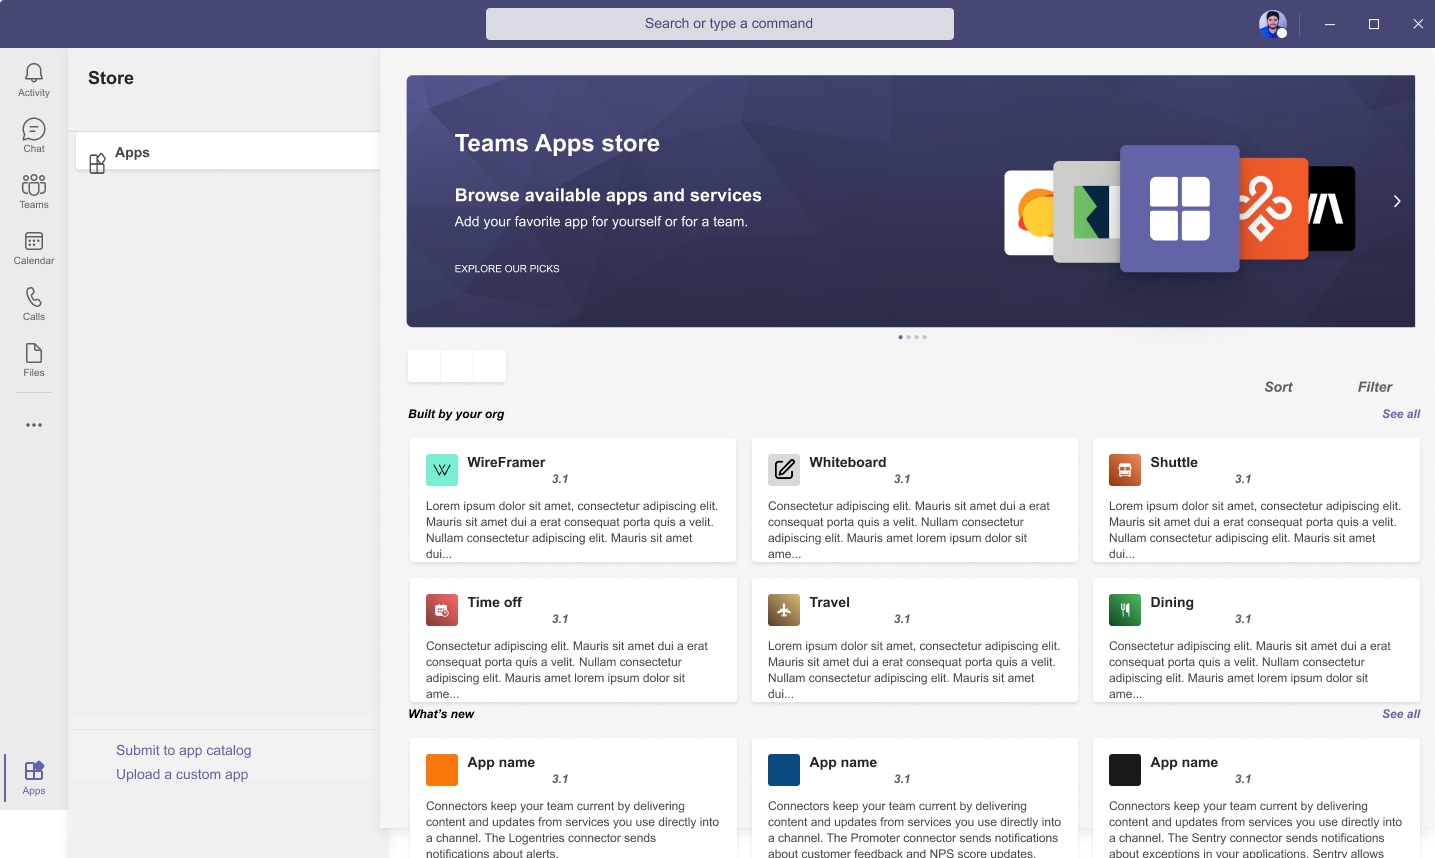 Search or type a command
Activity
Chat
Teams
Calendar
Calls
Files
Apps
Store
Apps
Submit to app catalog
Upload a custom app
Teams Apps store
Browse available apps and services
Add your favorite app for yourself or for a team.
EXPLORE OUR PICKS
Sort Filter
Built by your org See all
WireFramer
3.1
Lorem ipsum dolor sit amet, consectetur adipiscing elit.
Mauris sit amet dui a erat consequat porta quis a velit.
Nullam consectetur adipiscing elit. Mauris sit amet
dui...
Whiteboard
3.1
Consectetur adipiscing elit. Mauris sit amet dui a erat
consequat porta quis a velit. Nullam consectetur
adipiscing elit. Mauris amet lorem ipsum dolor sit
ame...
Shuttle
3.1
Lorem ipsum dolor sit amet, consectetur adipiscing elit.
Mauris sit amet dui a erat consequat porta quis a velit.
Nullam consectetur adipiscing elit. Mauris sit amet
dui...
Time off
3.1
Consectetur adipiscing elit. Mauris sit amet dui a erat
consequat porta quis a velit. Nullam consectetur
adipiscing elit. Mauris amet lorem ipsum dolor sit
ame...
Travel
3.1
Lorem ipsum dolor sit amet, consectetur adipiscing elit.
Mauris sit amet dui a erat consequat porta quis a velit.
Nullam consectetur adipiscing elit. Mauris sit amet
dui...
Dining
3.1
Consectetur adipiscing elit. Mauris sit amet dui a erat
consequat porta quis a velit. Nullam consectetur
adipiscing elit. Mauris amet lorem ipsum dolor sit
ame...
What's new See all
App name
3.1
Connectors keep your team current by delivering
content and updates from services you use directly into
a channel. The Logentries connector sends
notifications about alerts.
App name
3.1
Connectors keep your team current by delivering
content and updates from services you use directly into
a channel. The Promoter connector sends notifications
about customer feedback and NPS score updates.
App name
3.1
Connectors keep your team current by delivering
content and updates from services you use directly into
a channel. The Sentry connector sends notifications
about exceptions in your applications. Sentry allows